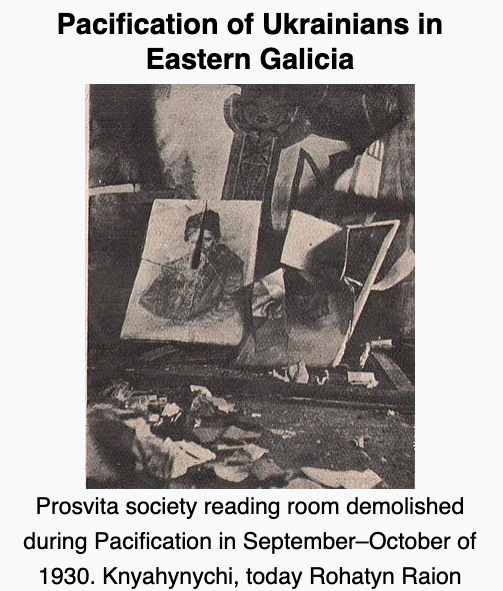 Pacification of Ukrainians in
Eastern Galicia
Prosvita society reading room demolished
during Pacification in September–October of
1930. Knyahynychi, today Rohatyn Raion